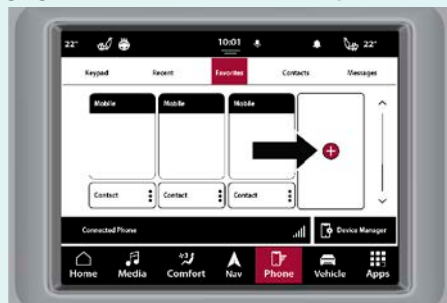 22° 10:01 22°
Keypad Recent Favorites Contacts Messages
Mobile Mobile Mobile
Contact Contact Contact
Connected Phone Device Manager
Home Media Comfort Nav Phone Vehicle Apps